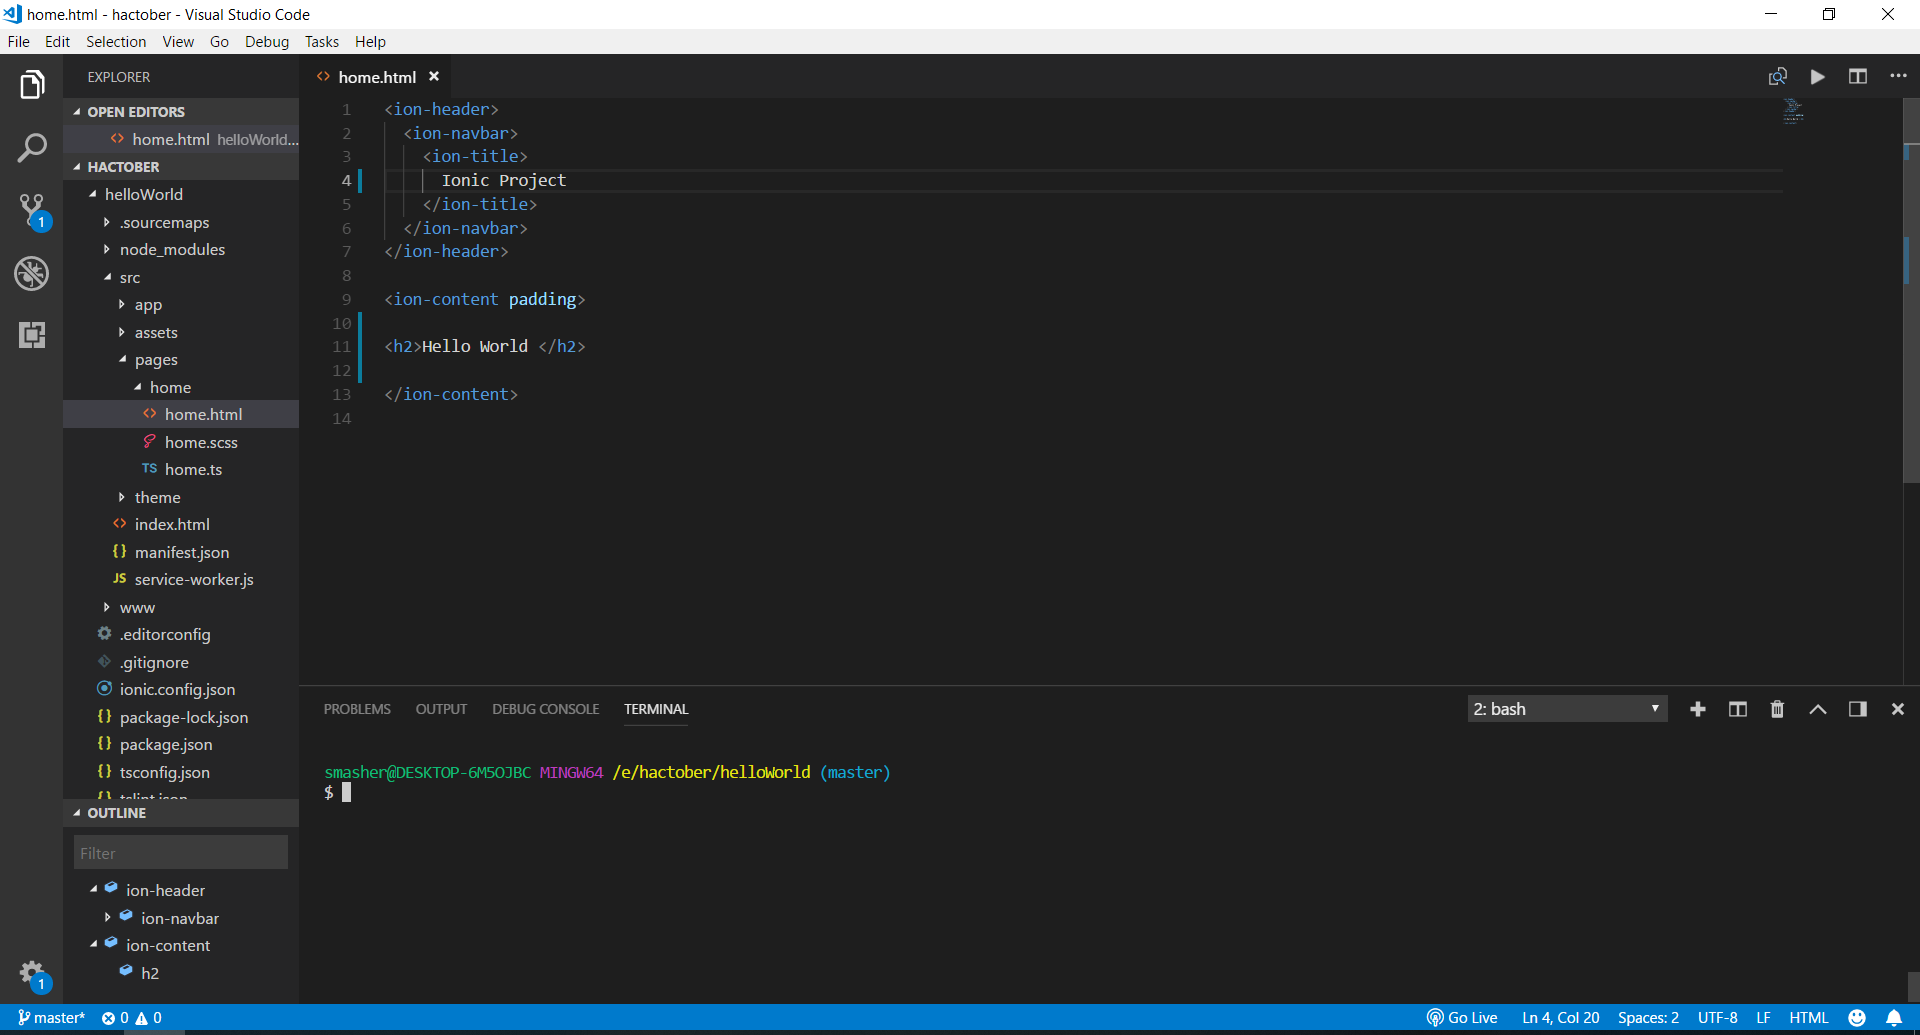 home.html - hactober - Visual Studio Code
File Edit Selection View Go Debug Tasks Help
EXPLORER
OPEN EDITORS
home.html helloWorld...
HACTOBER
helloWorld
.sourcemaps
node_modules
src
app
assets
pages
home
home.html
home.scss
TS home.ts
theme
index.html
{} manifest.json
JS service-worker.js
www
.editorconfig
.gitignore
ionic.config.json
{} package-lock.json
{} package.json
{} tsconfig.json
{} tslint.json
OUTLINE
Filter
ion-header
ion-navbar
ion-content
h2
1
1
home.html
1 <ion-header>
2 <ion-navbar>
3 <ion-title>
4 Ionic Project
5 </ion-title>
6 </ion-navbar>
7 </ion-header>
8
9 <ion-content padding>
10
11 <h2>Hello World </h2>
12
13 </ion-content>
14
PROBLEMS OUTPUT DEBUG CONSOLE TERMINAL 2: bash
smasher@DESKTOP-6M5OJBC MINGW64 /e/hactober/helloWorld (master)
$
master* 0 0 Go Live Ln 4, Col 20 Spaces: 2 UTF-8 LF HTML